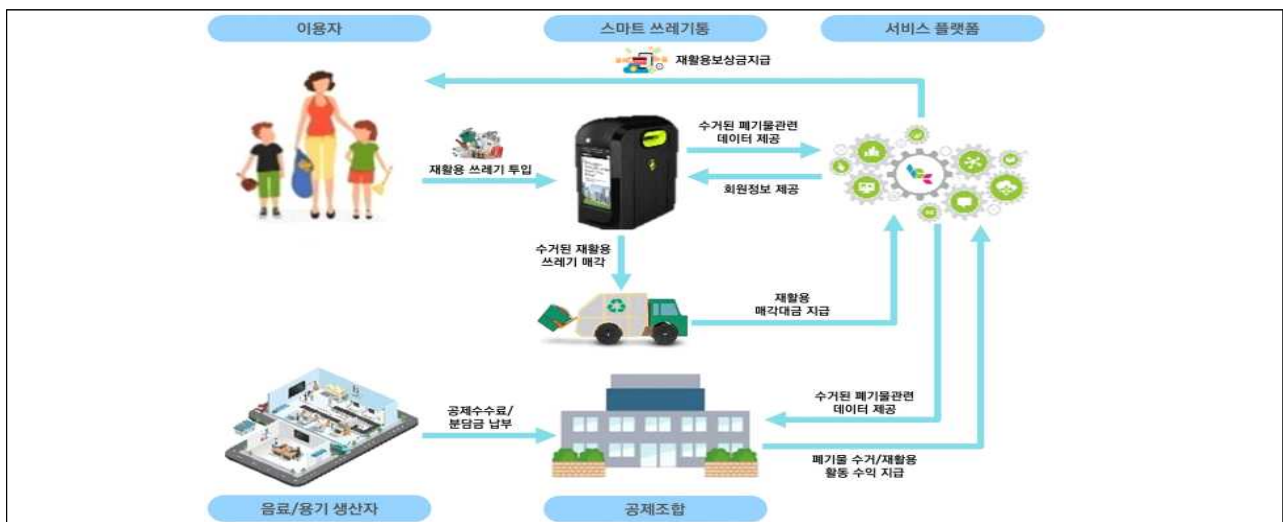 이용자
스마트 쓰레기통
서비스 플랫폼
재활용보상금지급
재활용 쓰레기 투입
수거된 폐기물관련
데이터 제공
회원정보 제공
수거된 재활용
쓰레기 매각
재활용
매각대금 지급
공제수수료/
분담금 납부
수거된 폐기물관련
데이터 제공
폐기물 수거/재활용
활동 수익 지급
음료/용기 생산자
공제조합